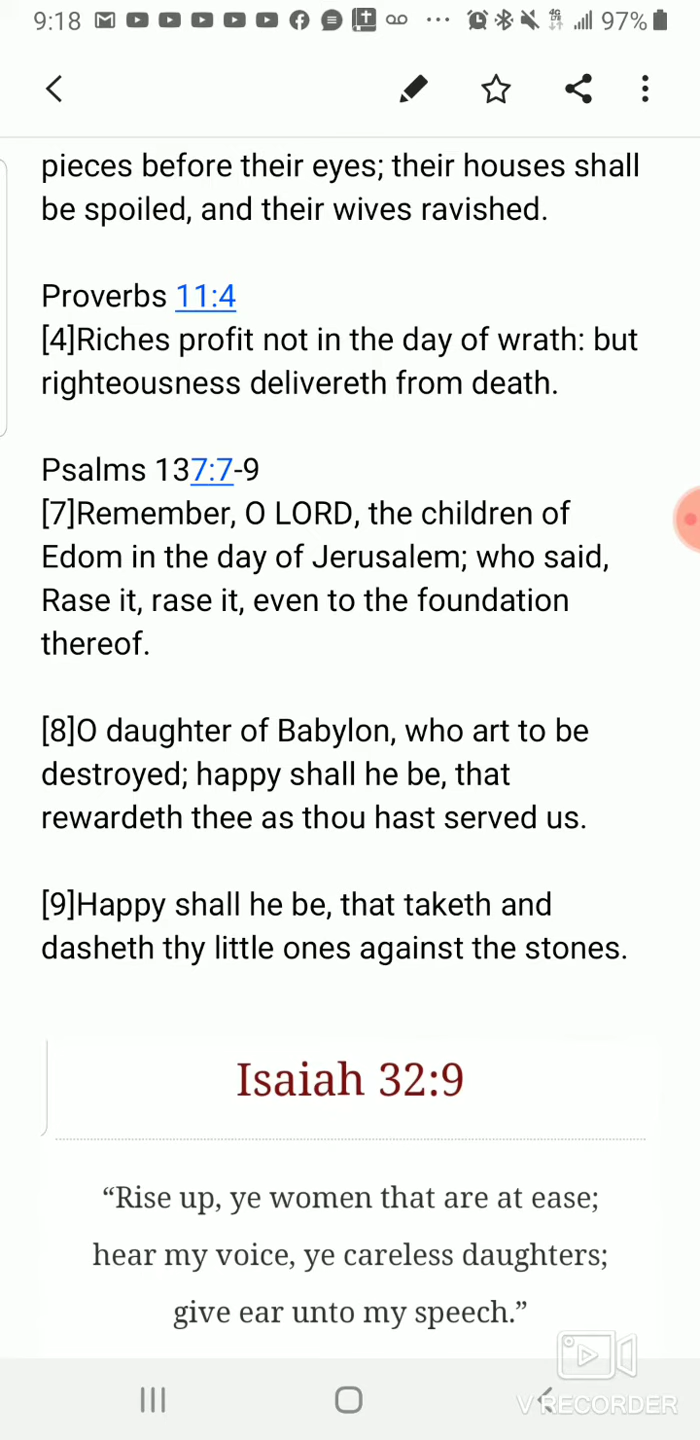 9:18 97%
pieces before their eyes; their houses shall
be spoiled, and their wives ravished.
Proverbs 11:4
[4]Riches profit not in the day of wrath: but
righteousness delivereth from death.
Psalms 137:7-9
[7]Remember, O LORD, the children of
Edom in the day of Jerusalem; who said,
Rase it, rase it, even to the foundation
thereof.
[8]O daughter of Babylon, who art to be
destroyed; happy shall he be, that
rewardeth thee as thou hast served us.
[9]Happy shall he be, that taketh and
dasheth thy little ones against the stones.
Isaiah 32:9
“Rise up, ye women that are at ease;
hear my voice, ye careless daughters;
give ear unto my speech.”
V RECORDER